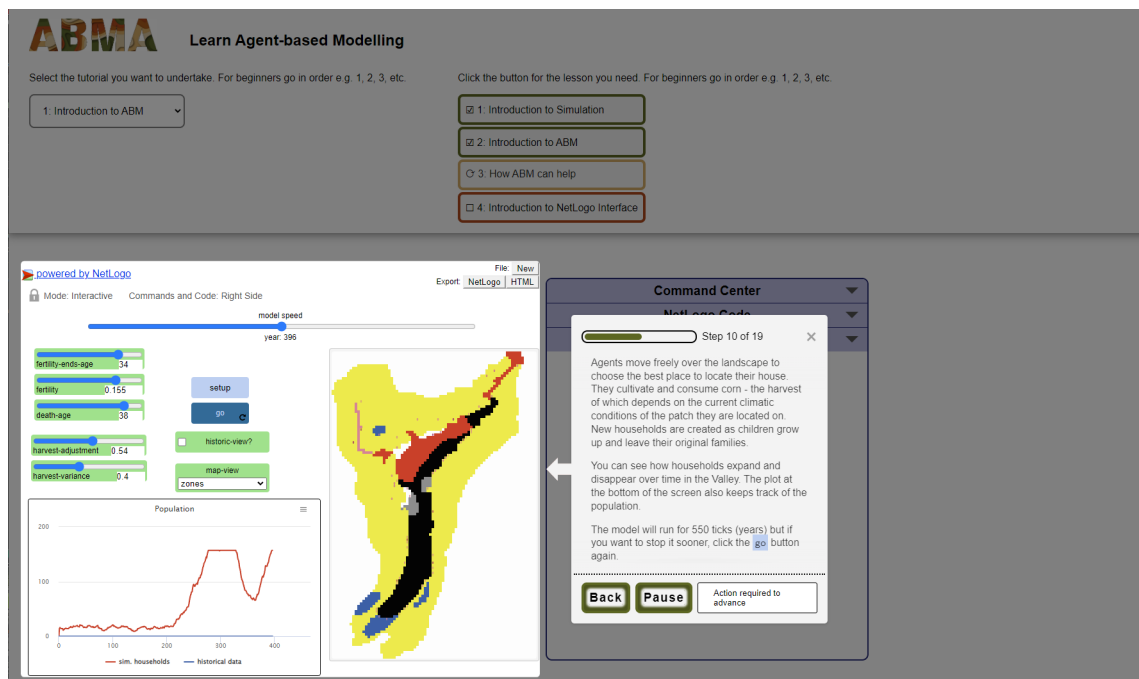 ABMA
Learn Agent-based Modelling
Select the tutorial you want to undertake. For beginners go in order e.g. 1, 2, 3, etc.
1: Introduction to ABM
Click the button for the lesson you need. For beginners go in order e.g. 1, 2, 3, etc.
1: Introduction to Simulation
2: Introduction to ABM
3: How ABM can help
4: Introduction to NetLogo Interface
powered by NetLogo
File: New
Export: NetLogo HTML
Mode: Interactive Commands and Code: Right Side
model speed
year: 396
fertility-ends-age 34
fertility 0.155
death-age 38
harvest-adjustment 0.54
harvest-variance 0.4
setup
go
historic-view?
map-view
zones
Population
200
100
0
0 100 200 300 400
sim. households historical data
Command Center
NetLogo Code
Step 10 of 19
Agents move freely over the landscape to
choose the best place to locate their house.
They cultivate and consume corn - the harvest
of which depends on the current climatic
conditions of the patch they are located on.
New households are created as children grow
up and leave their original families.
You can see how households expand and
disappear over time in the Valley. The plot at
the bottom of the screen also keeps track of the
population.
The model will run for 550 ticks (years) but if
you want to stop it sooner, click the go button
again.
Back Pause
Action required to
advance